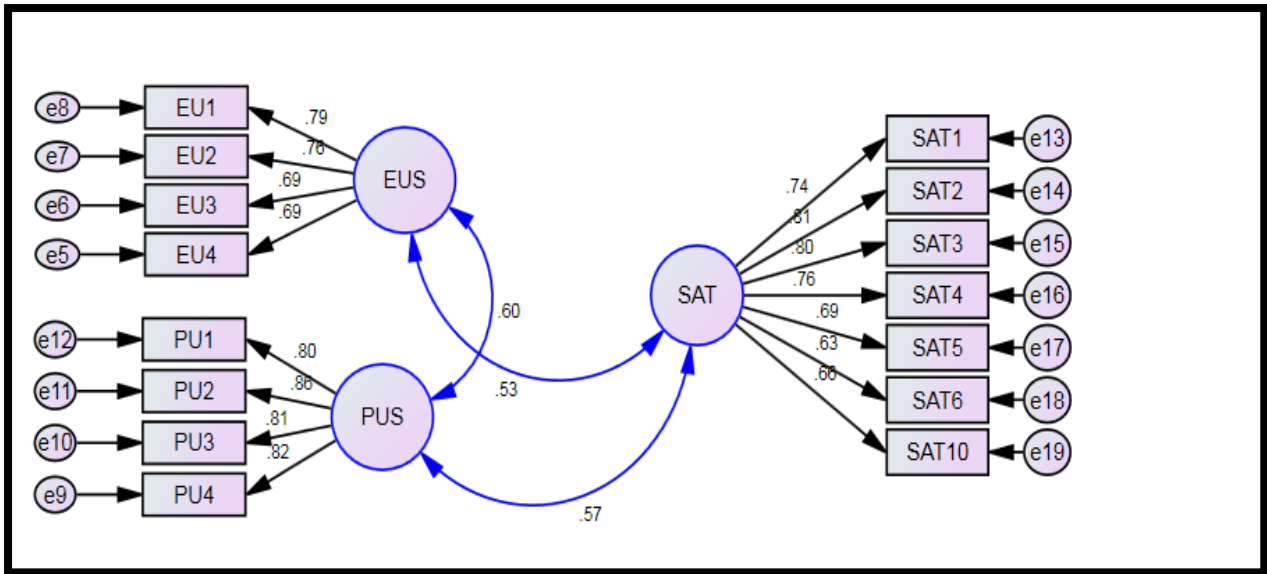 e8
EU1
.79
e7
EU2
.76
e6
EU3
.69
e5
EU4
.69
EUS
e12
PU1
.80
e11
PU2
.86
e10
PU3
.81
e9
PU4
.82
PUS
.60
.53
.57
SAT
.74
SAT1
e13
.81
SAT2
e14
.80
SAT3
e15
.76
SAT4
e16
.69
SAT5
e17
.63
SAT6
e18
.66
SAT10
e19